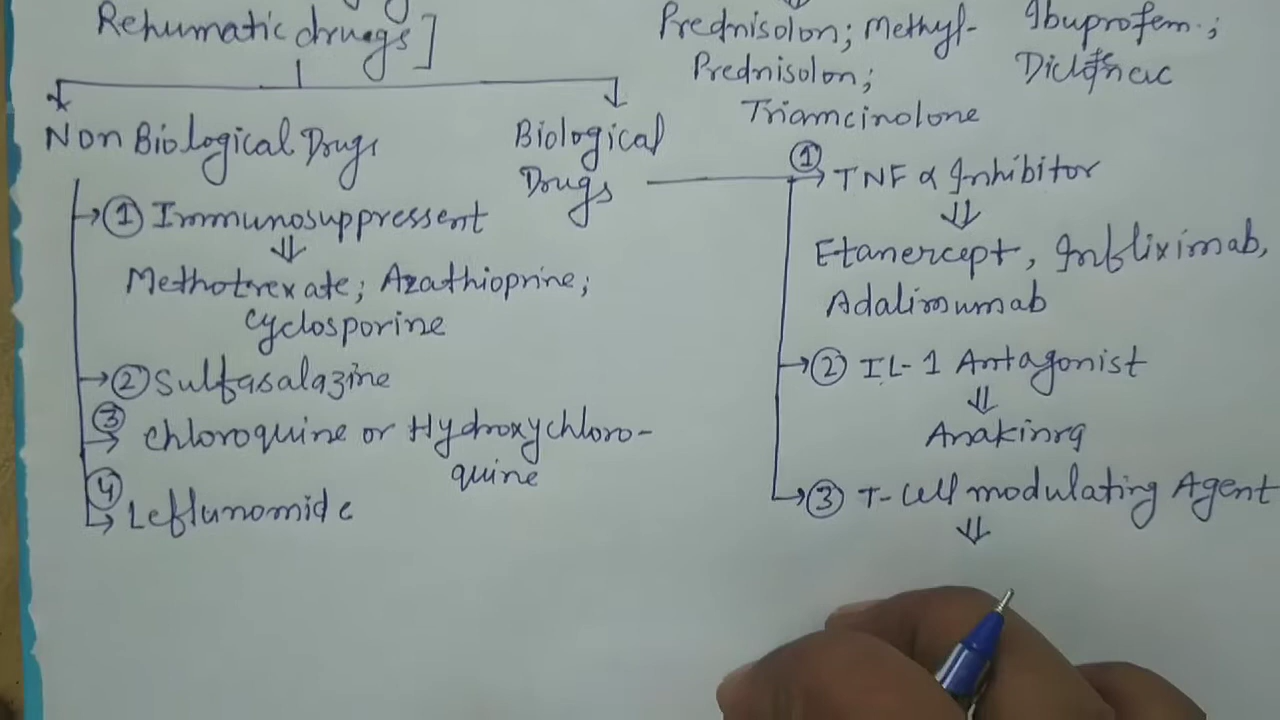 Rehumatic drugs]
Non Biological Drugs
Biological
Drugs
① Immunosuppressent
Methotrexate; Azathioprine;
cyclosporine
② Sulfasalazine
③ chloroquine or Hydroxychloro-
quine
④ Leflunomide
Prednisolon; Methyl-
Prednisolon;
Triamcinolone
Ibuprofem.;
Diclofnac
① TNF α Inhibitor
Etanercept, Infliximab,
Adalimumab
② IL-1 Antagonist
Anakinra
③ T-cell modulating Agent